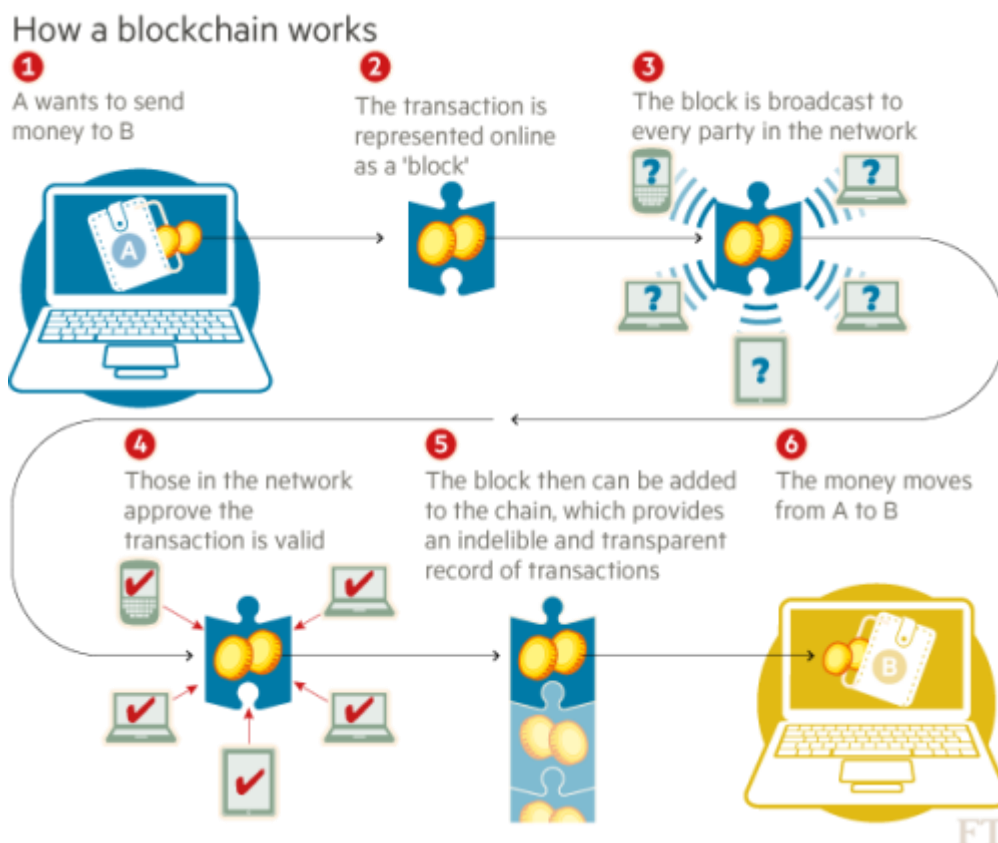 How a blockchain works
1
A wants to send
money to B
2
The transaction is
represented online
as a 'block'
3
The block is broadcast to
every party in the network
A
?
?
?
?
?
4
Those in the network
approve the
transaction is valid
5
The block then can be added
to the chain, which provides
an indelible and transparent
record of transactions
6
The money moves
from A to B
B
FT